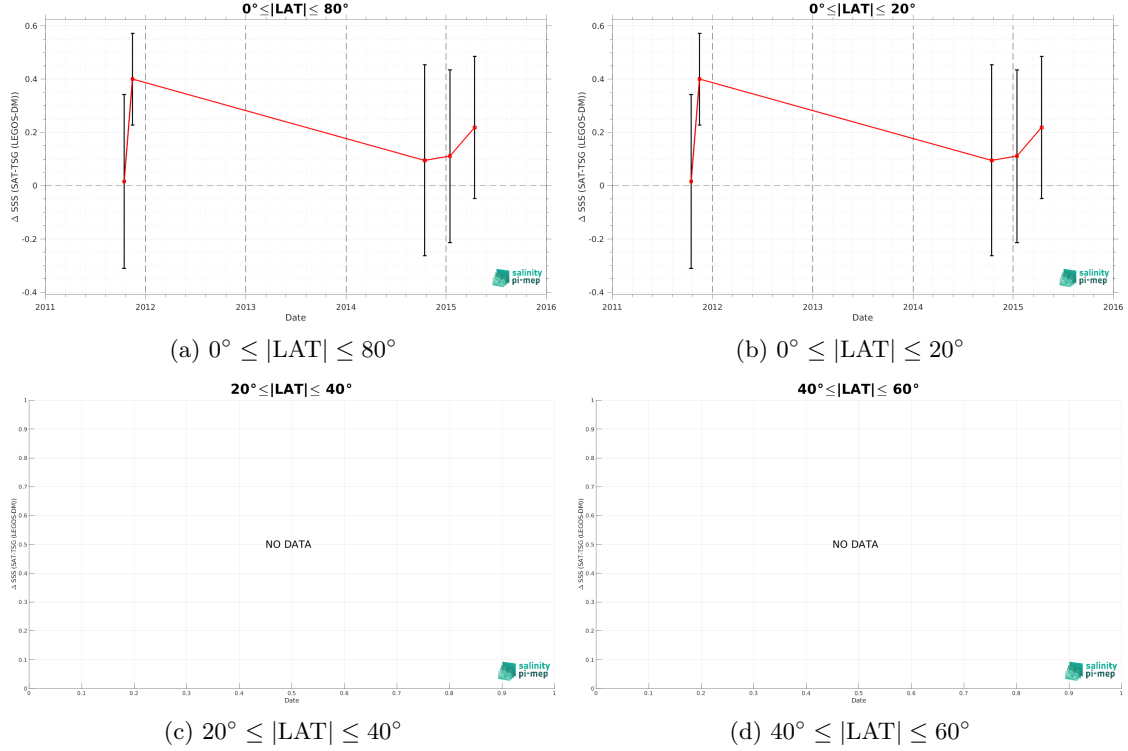 0°≤|LAT|≤ 80°
Δ SSS (SAT-TSG (LEGOS-DM))
0.6
0.4
0.2
0
-0.2
-0.4
2011 2012 2013 2014 2015 2016
Date
salinity
pi-mep
(a) 0° ≤ |LAT| ≤ 80°
0°≤|LAT|≤ 20°
Δ SSS (SAT-TSG (LEGOS-DM))
0.6
0.4
0.2
0
-0.2
-0.4
2011 2012 2013 2014 2015 2016
Date
salinity
pi-mep
(b) 0° ≤ |LAT| ≤ 20°
20°≤|LAT|≤ 40°
Δ SSS (SAT-TSG (LEGOS-DM))
1
0.9
0.8
0.7
0.6
0.5
0.4
0.3
0.2
0.1
0
NO DATA
0 0.1 0.2 0.3 0.4 0.5 0.6 0.7 0.8 0.9 1
Date
salinity
pi-mep
(c) 20° ≤ |LAT| ≤ 40°
40°≤|LAT|≤ 60°
Δ SSS (SAT-TSG (LEGOS-DM))
1
0.9
0.8
0.7
0.6
0.5
0.4
0.3
0.2
0.1
0
NO DATA
0 0.1 0.2 0.3 0.4 0.5 0.6 0.7 0.8 0.9 1
Date
salinity
pi-mep
(d) 40° ≤ |LAT| ≤ 60°